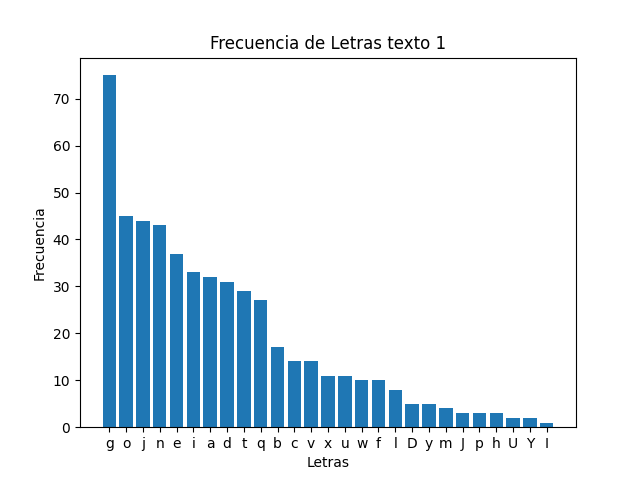 Frecuencia de Letras texto 1
Frecuencia
70
60
50
40
30
20
10
0
g o j n e i a d t q b c v x u w f l D y m J p h U Y I
Letras